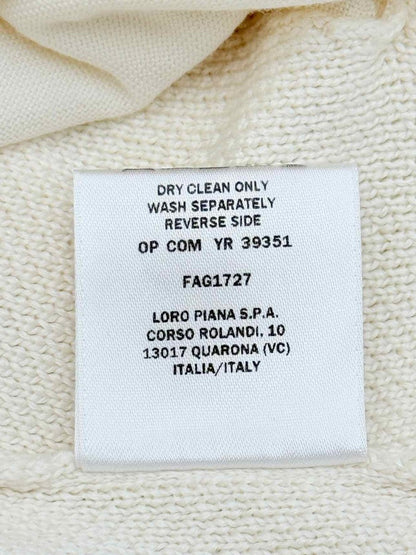 DRY CLEAN ONLY
WASH SEPARATELY
REVERSE SIDE
OP COM YR 39351
FAG1727
LORO PIANA S.P.A.
CORSO ROLANDI, 10
13017 QUARONA (VC)
ITALIA/ITALY